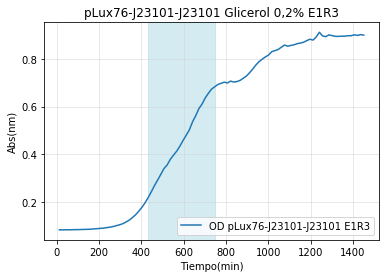 pLux76-J23101-J23101 Glicerol 0,2% E1R3
Abs(nm)
0.8
0.6
0.4
0.2
OD pLux76-J23101-J23101 E1R3
0 200 400 600 800 1000 1200 1400
Tiempo(min)